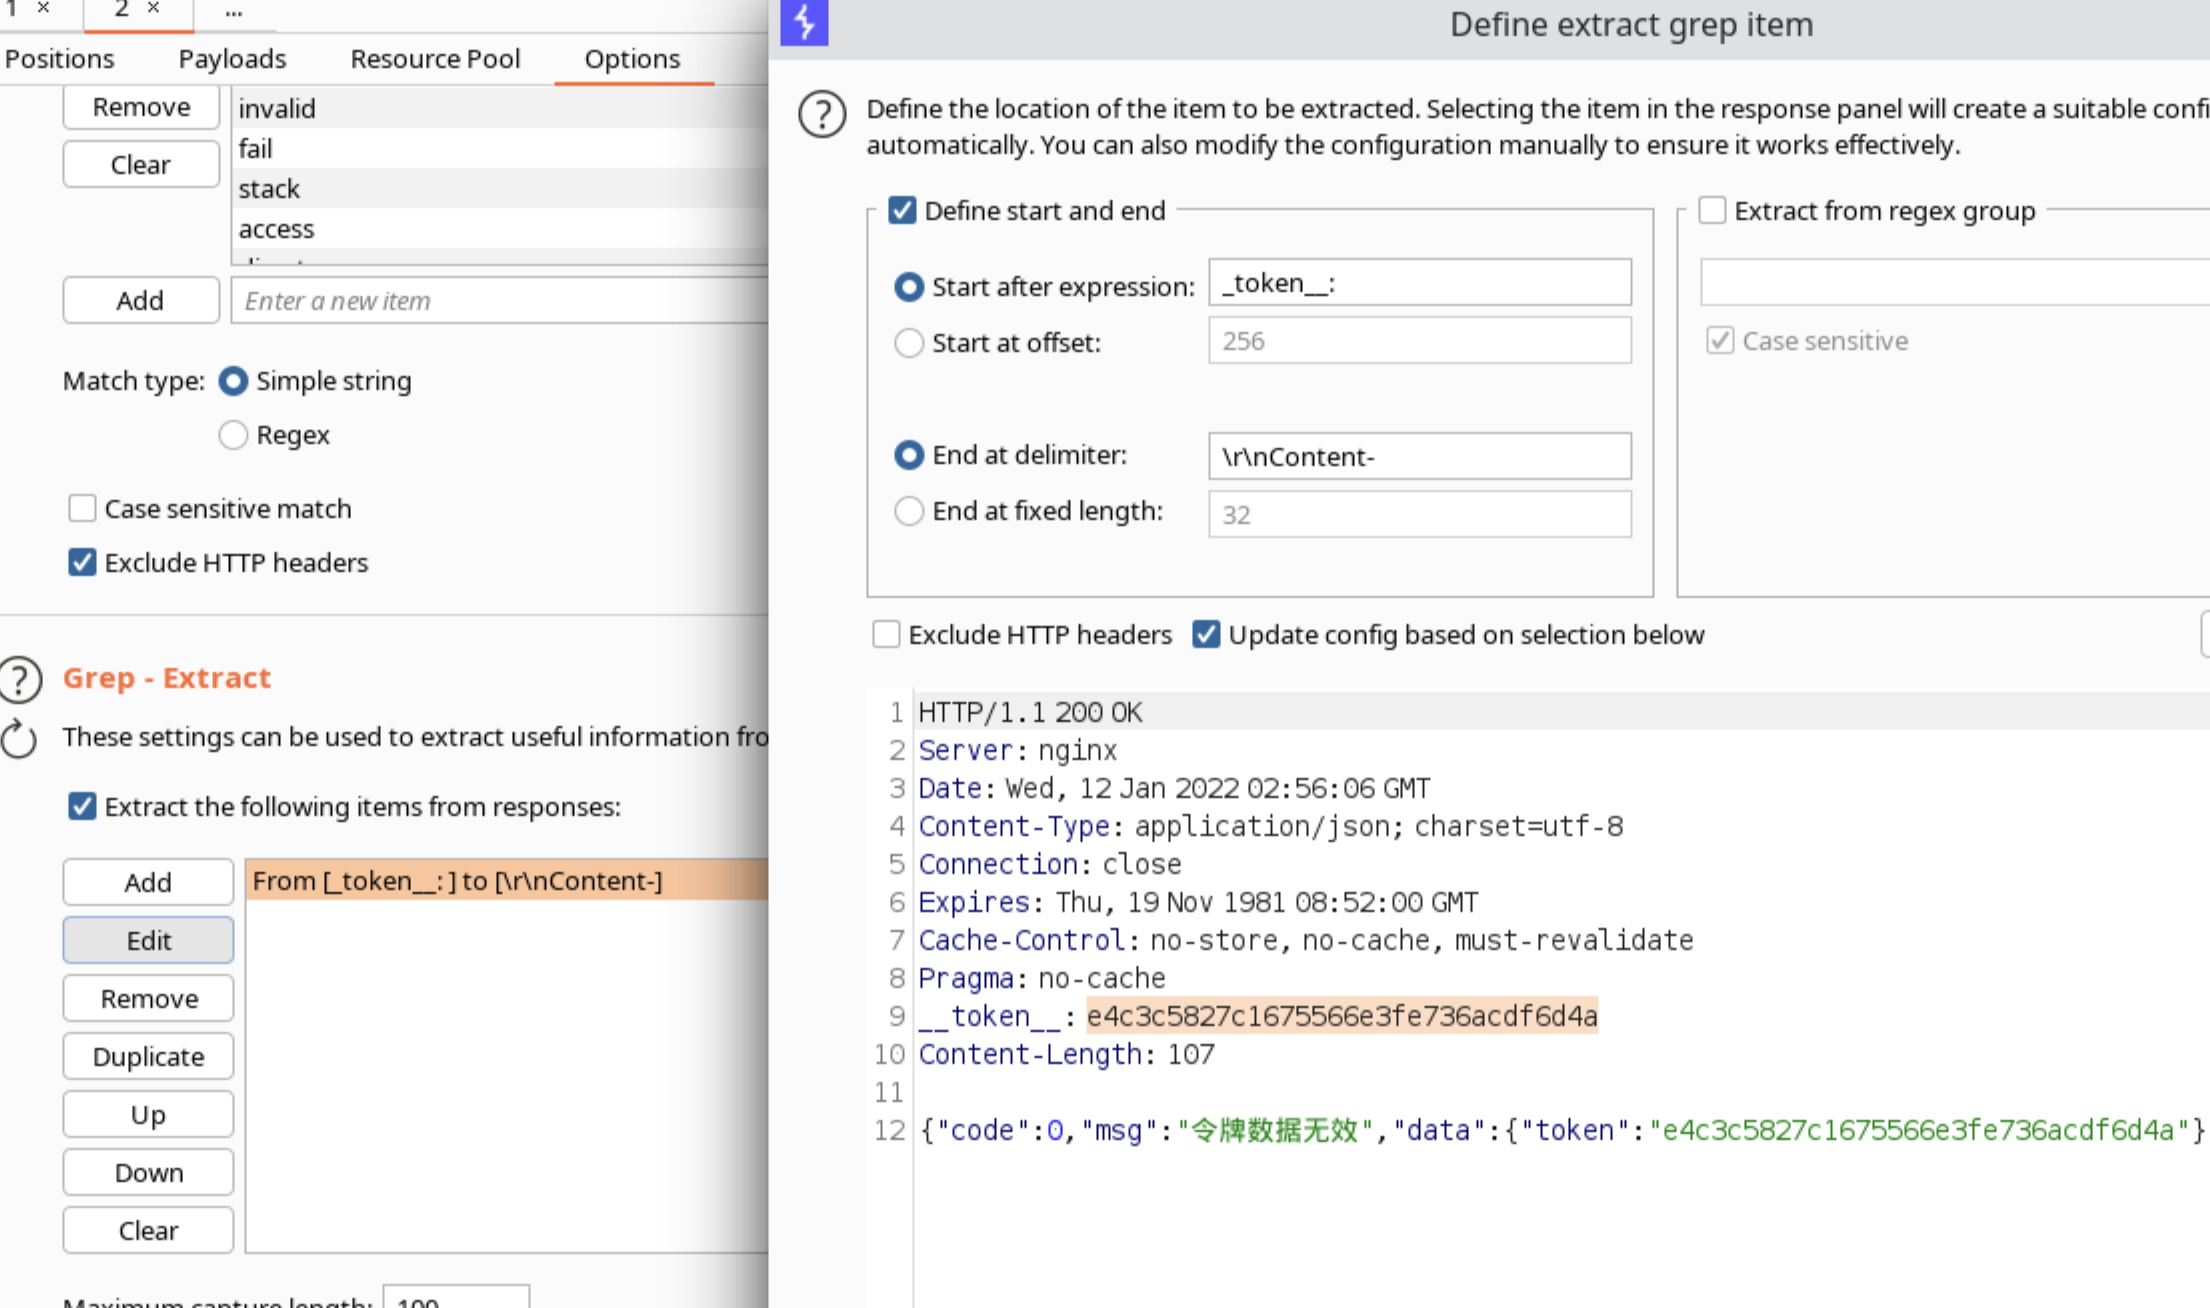 1 × 2 × ...
Positions Payloads Resource Pool Options
Remove
Clear
invalid
fail
stack
access
Add Enter a new item
Match type: Simple string
Regex
Case sensitive match
Exclude HTTP headers
Grep - Extract
These settings can be used to extract useful information fro
Extract the following items from responses:
Add
Edit
Remove
Duplicate
Up
Down
Clear
From [_token__: ] to [\r\nContent-]
Maximum capture length: 100
Define extract grep item
Define the location of the item to be extracted. Selecting the item in the response panel will create a suitable confi
automatically. You can also modify the configuration manually to ensure it works effectively.
Define start and end
Start after expression: _token__:
Start at offset: 256
End at delimiter: \r\nContent-
End at fixed length: 32
Extract from regex group
Case sensitive
Exclude HTTP headers Update config based on selection below
1 HTTP/1.1 200 OK
2 Server: nginx
3 Date: Wed, 12 Jan 2022 02:56:06 GMT
4 Content-Type: application/json; charset=utf-8
5 Connection: close
6 Expires: Thu, 19 Nov 1981 08:52:00 GMT
7 Cache-Control: no-store, no-cache, must-revalidate
8 Pragma: no-cache
9 __token__: e4c3c5827c1675566e3fe736acdf6d4a
10 Content-Length: 107
11
12 {"code":0,"msg":"令牌数据无效","data":{"token":"e4c3c5827c1675566e3fe736acdf6d4a"}